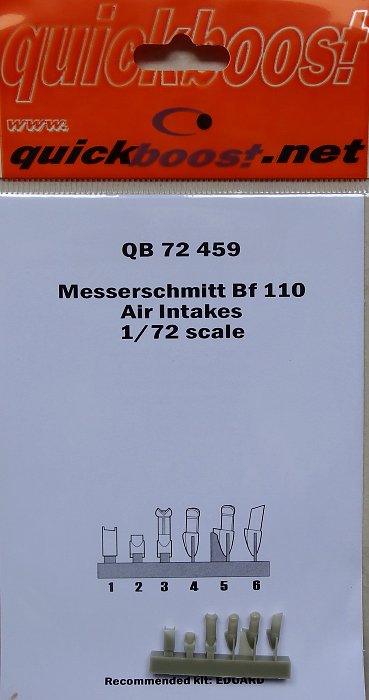 quickboost
www.
quickboost.net
QB 72 459
Messerschmitt Bf 110
Air Intakes
1/72 scale
1 2 3 4 5 6
Recommended kit: EDUARD